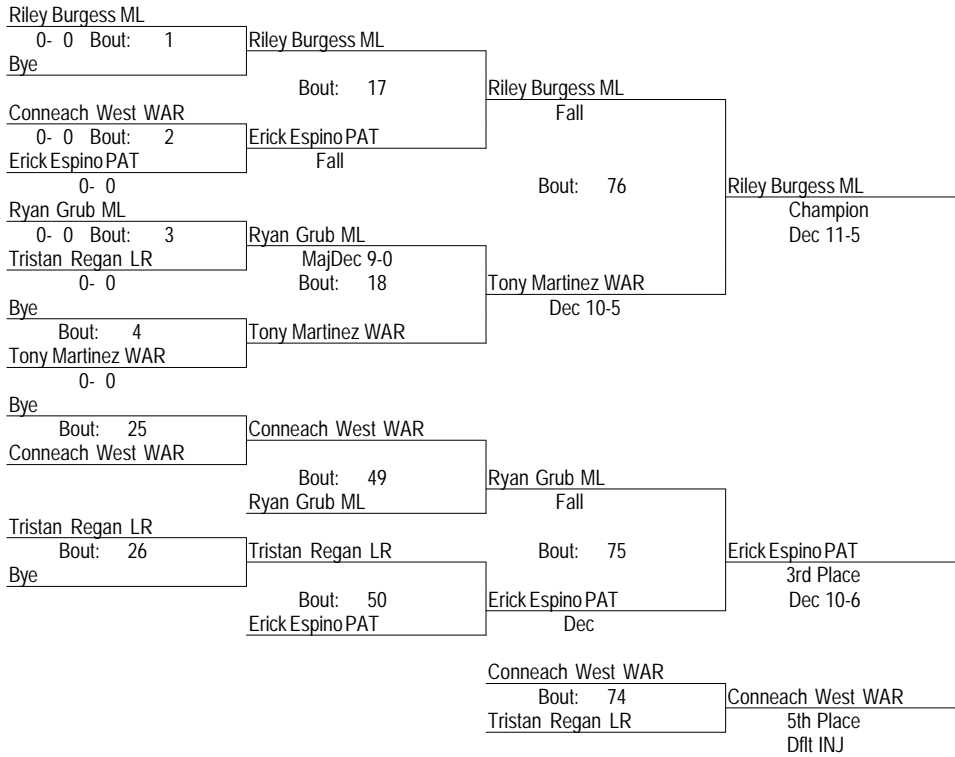 Riley Burgess ML
0- 0 Bout: 1
Bye
Riley Burgess ML
Bout: 17
Conneach West WAR
0- 0 Bout: 2
Erick Espino PAT
0- 0
Erick Espino PAT
Fall
Riley Burgess ML
Fall
Bout: 76
Ryan Grub ML
0- 0 Bout: 3
Tristan Regan LR
0- 0
Ryan Grub ML
MajDec 9-0
Bout: 18
Bye
Bout: 4
Tony Martinez WAR
0- 0
Tony Martinez WAR
Tony Martinez WAR
Dec 10-5
Riley Burgess ML
Champion
Dec 11-5
Bye
Bout: 25
Conneach West WAR
Conneach West WAR
Bout: 49
Ryan Grub ML
Ryan Grub ML
Fall
Bout: 75
Tristan Regan LR
Bout: 26
Bye
Tristan Regan LR
Bout: 50
Erick Espino PAT
Erick Espino PAT
Dec
Erick Espino PAT
3rd Place
Dec 10-6
Conneach West WAR
Bout: 74
Tristan Regan LR
Conneach West WAR
5th Place
Dflt INJ